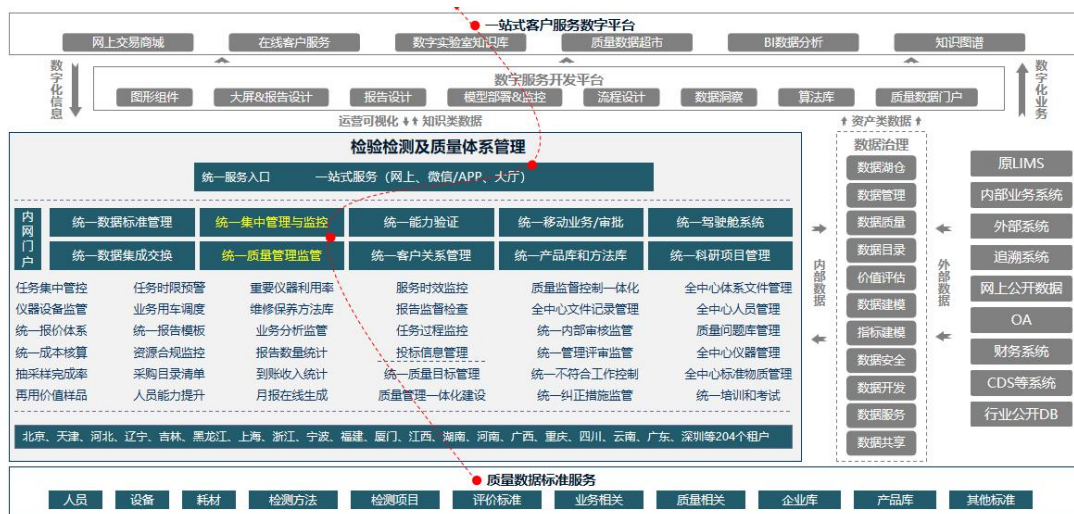 一站式客户服务数字平台
网上交易商城 在线客户服务 数字实验室知识库 质量数据超市 BI数据分析 知识图谱
数字化信息
数字服务开发平台
图形组件 大屏&报告设计 报告设计 模型部署&监控 流程设计 数据洞察 算法库 质量数据门户
数字化业务
运营可视化 知识类数据
资产类数据
检验检测及质量体系管理
统一服务入口 一站式服务（网上、微信/APP、大厅）
内网门户
统一数据标准管理 统一集中管理与监控 统一能力验证 统一移动业务/审批 统一驾驶舱系统
统一数据集成交换 统一质量管理监管 统一客户关系管理 统一产品库和方法库 统一科研项目管理
任务集中管控 任务时限预警 重要仪器利用率 服务时效监控 质量监督控制一体化 全中心体系文件管理
仪器设备监管 业务用车调度 维修保养方法库 报告监督检查 全中心文件记录管理 全中心人员管理
统一报价体系 统一报告模板 业务分析监管 任务过程监控 统一内部审核监管 质量问题库管理
统一成本核算 资源合规监控 报告数量统计 投标信息管理 统一管理评审监管 全中心仪器管理
抽采样完成率 采购目录清单 到账收入统计 统一质量目标管理 统一不符合工作控制 全中心标准物质管理
再用价值样品 人员能力提升 月报在线生成 质量管理一体化建设 统一纠正措施监管 统一培训和考试
北京、天津、河北、辽宁、吉林、黑龙江、上海、浙江、宁波、福建、厦门、江西、湖南、河南、广西、重庆、四川、云南、广东、深圳等204个租户
内部数据
数据治理
数据湖仓
数据管理
数据质量
数据目录
价值评估
数据建模
指标建模
数据安全
数据开发
数据服务
数据共享
外部数据
原LIMS
内部业务系统
外部系统
追溯系统
网上公开数据
OA
财务系统
CDS等系统
行业公开DB
质量数据标准服务
人员 设备 耗材 检测方法 检测项目 评价标准 业务相关 质量相关 企业库 产品库 其他标准